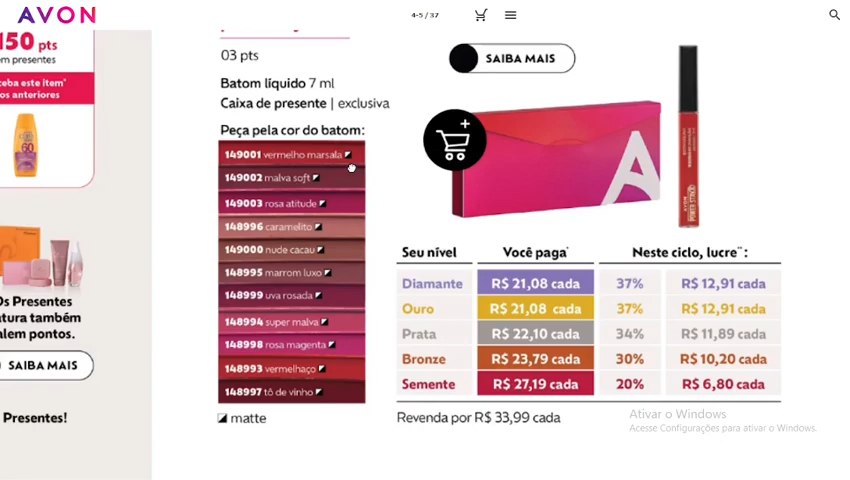 AVON
4-5 / 37
150 pts
em presentes
ceba este item*
os anteriores
60
Os Presentes
atura também
alem pontos.
SAIBA MAIS
Presentes!
03 pts
Batom líquido 7 ml
Caixa de presente | exclusiva
Peça pela cor do batom:
149001 vermelho marsala
149002 malva soft
149003 rosa atitude
148996 caramelito
149000 nude cacau
148995 marrom luxo
148999 uva rosada
148994 super malva
148998 rosa magenta
148993 vermelhaço
148997 tô de vinho
matte
SAIBA MAIS
A
POWER STAY
Seu nível Você paga* Neste ciclo, lucre**:
Diamante R$ 21,08 cada 37% R$ 12,91 cada
Ouro R$ 21,08 cada 37% R$ 12,91 cada
Prata R$ 22,10 cada 34% R$ 11,89 cada
Bronze R$ 23,79 cada 30% R$ 10,20 cada
Semente R$ 27,19 cada 20% R$ 6,80 cada
Revenda por R$ 33,99 cada
Ativar o Windows
Acesse Configurações para ativar o Windows.